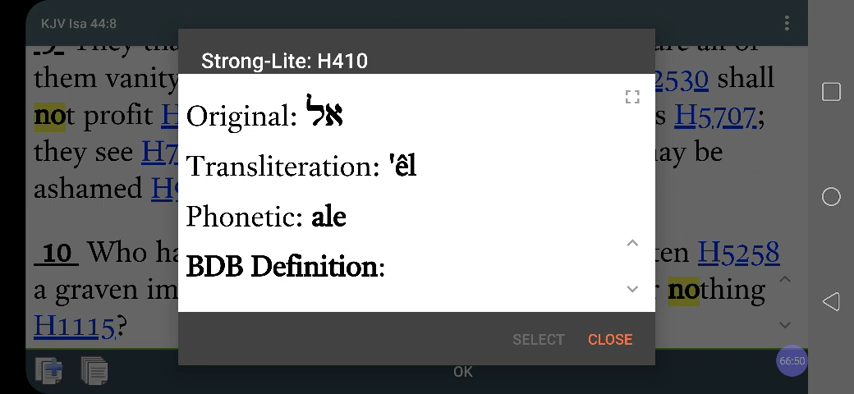 KJV Isa 44:8
Strong-Lite: H410
them vanity
2530 shall
Original: אל
not profit
H5707;
they see H7
Transliteration: 'êl
may be
ashamed
Phonetic: ale
10 Who ha
H5258
BDB Definition:
a graven im
nothing
H1115?
SELECT CLOSE
OK
66:50